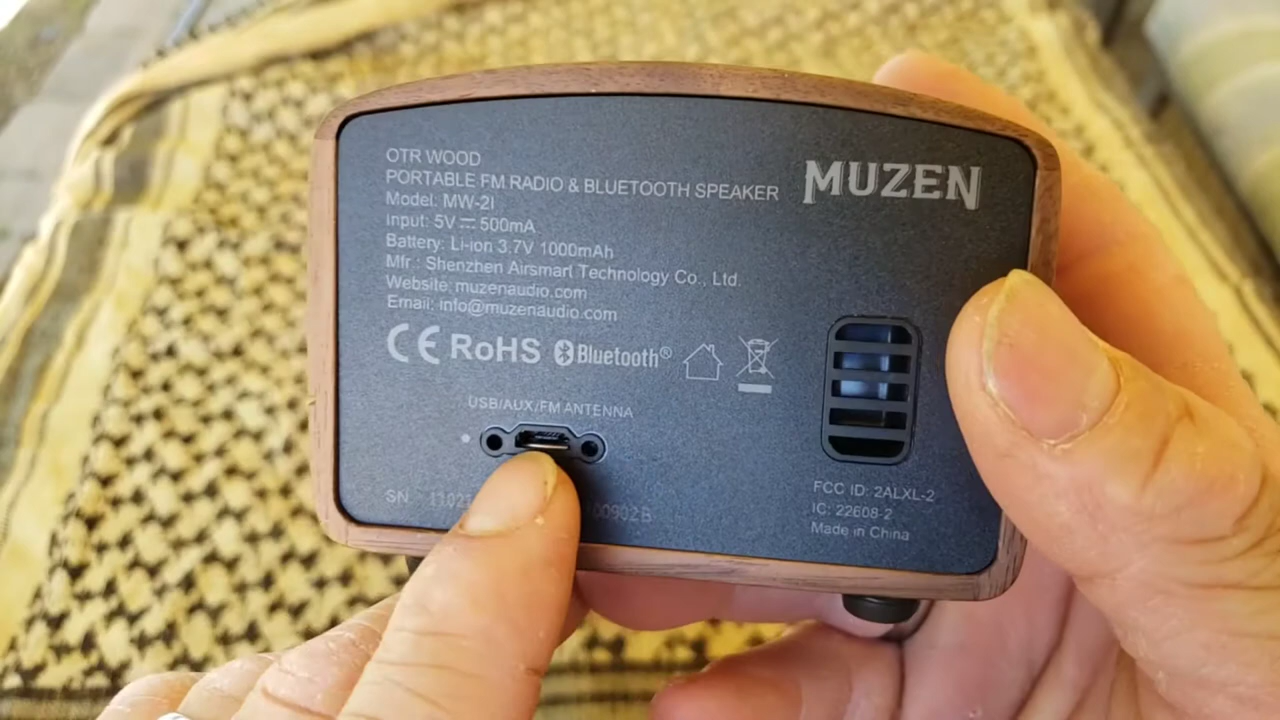 OTR WOOD
PORTABLE FM RADIO & BLUETOOTH SPEAKER
Model: MW-2I
Input: 5V ⎓ 500mA
Battery: Li-ion 3.7V 1000mAh
Mfr.: Shenzhen Airsmart Technology Co., Ltd.
Website: muzenaudio.com
Email: info@muzenaudio.com
MUZEN
CE RoHS Bluetooth®
USB/AUX/FM ANTENNA
SN
FCC ID: 2ALXL-2
IC: 22608-2
Made in China